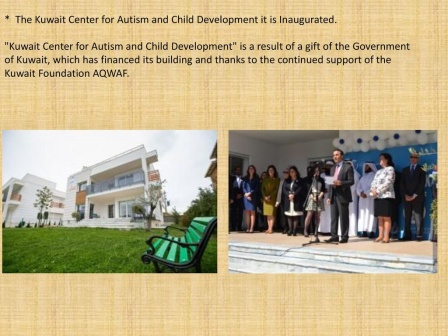 * The Kuwait Center for Autism and Child Development it is Inaugurated.
"Kuwait Center for Autism and Child Development" is a result of a gift of the Government
of Kuwait, which has financed its building and thanks to the continued support of the
Kuwait Foundation AQWAF.